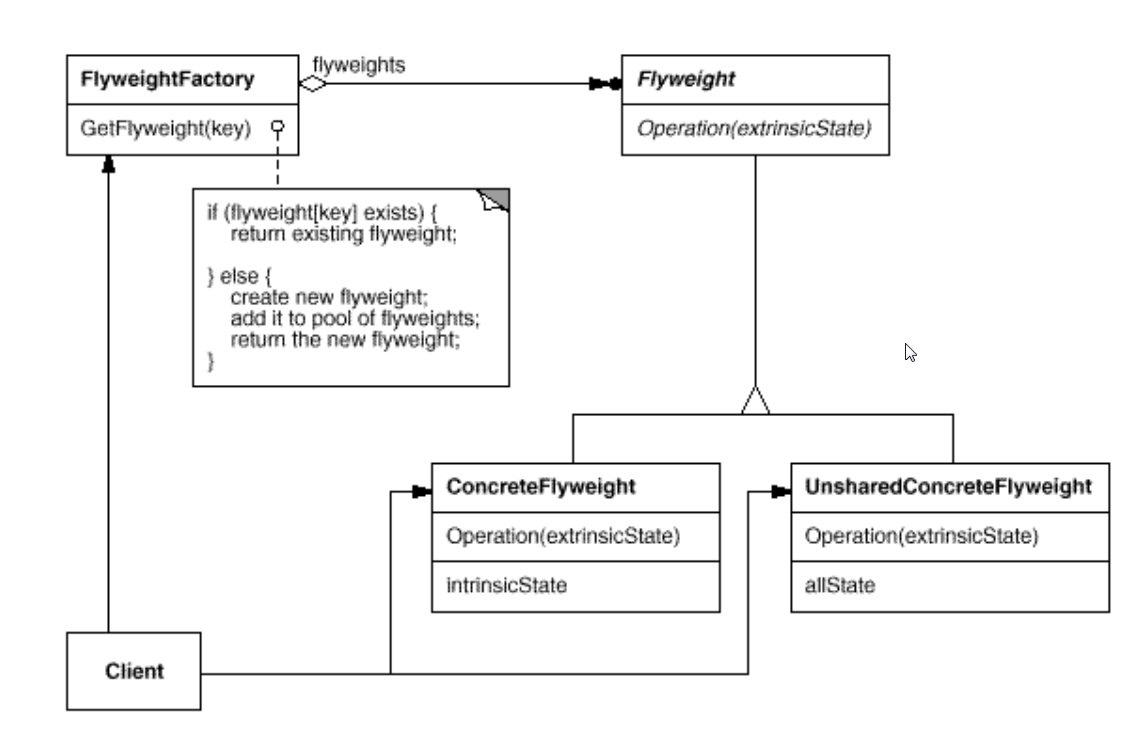 flyweights
FlyweightFactory
GetFlyweight(key)
Flyweight
Operation(extrinsicState)
if (flyweight[key] exists) {
return existing flyweight;
} else {
create new flyweight;
add it to pool of flyweights;
return the new flyweight;
}
ConcreteFlyweight
Operation(extrinsicState)
intrinsicState
UnsharedConcreteFlyweight
Operation(extrinsicState)
allState
Client